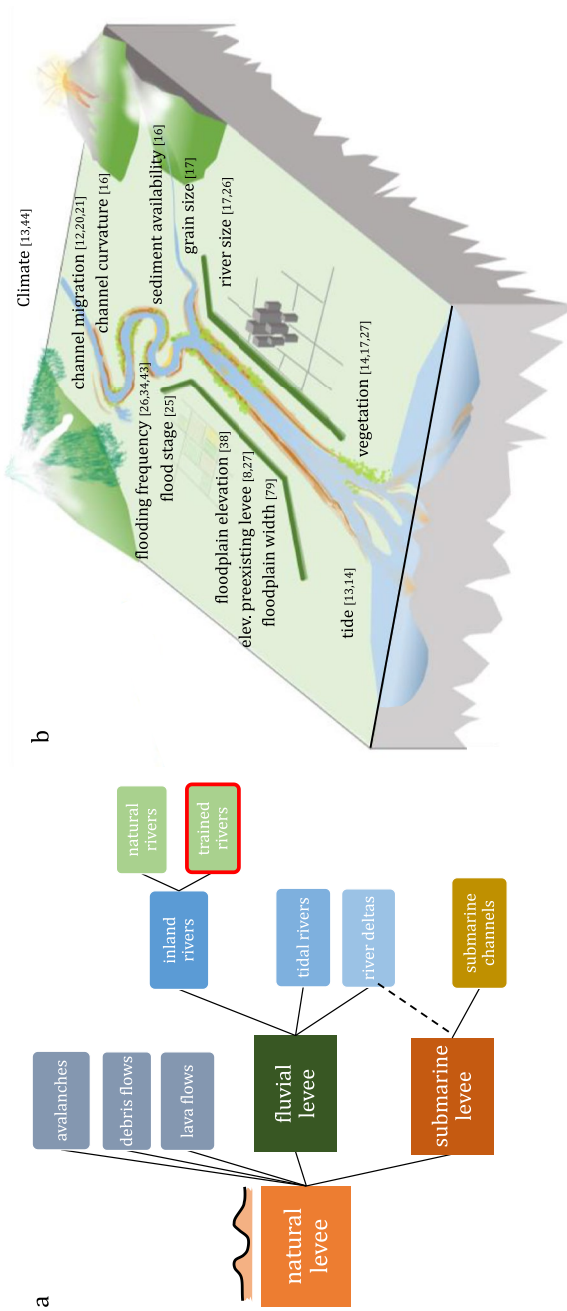 a
natural
levee
avalanches
debris flows
lava flows
fluvial
levee
submarine
levee
inland
rivers
tidal rivers
river deltas
submarine
channels
natural
rivers
trained
rivers
b
Climate [13,44]
channel migration [12,20,21]
channel curvature [16]
sediment availability [16]
grain size [17]
river size [17,26]
flooding frequency [26,34,43]
flood stage [25]
floodplain elevation [38]
elev. preexisting levee [8,27]
floodplain width [79]
vegetation [14,17,27]
tide [13,14]